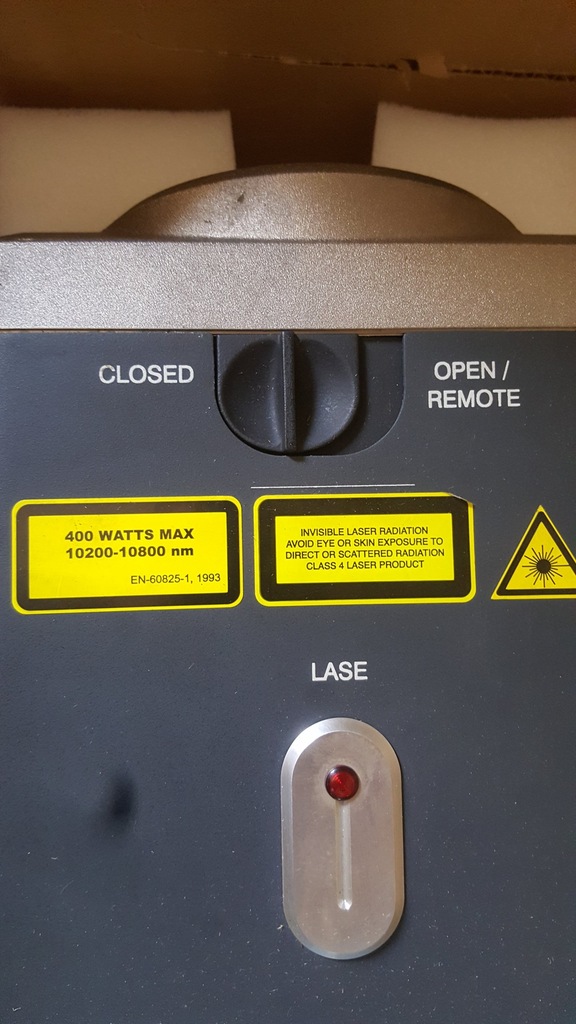 CLOSED
OPEN /
REMOTE
400 WATTS MAX
10200-10800 nm
EN-60825-1, 1993
INVISIBLE LASER RADIATION
AVOID EYE OR SKIN EXPOSURE TO
DIRECT OR SCATTERED RADIATION
CLASS 4 LASER PRODUCT
LASE